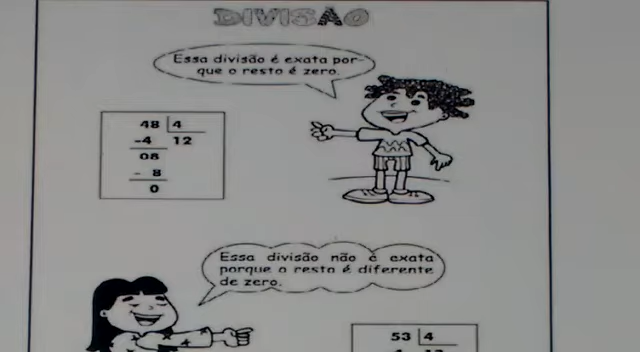 DIVISÃO
Essa divisão é exata por-
que o resto é zero.
48 4
-4 12
08
- 8
0
Essa divisão não é exata
porque o resto é diferente
de zero.
53 4